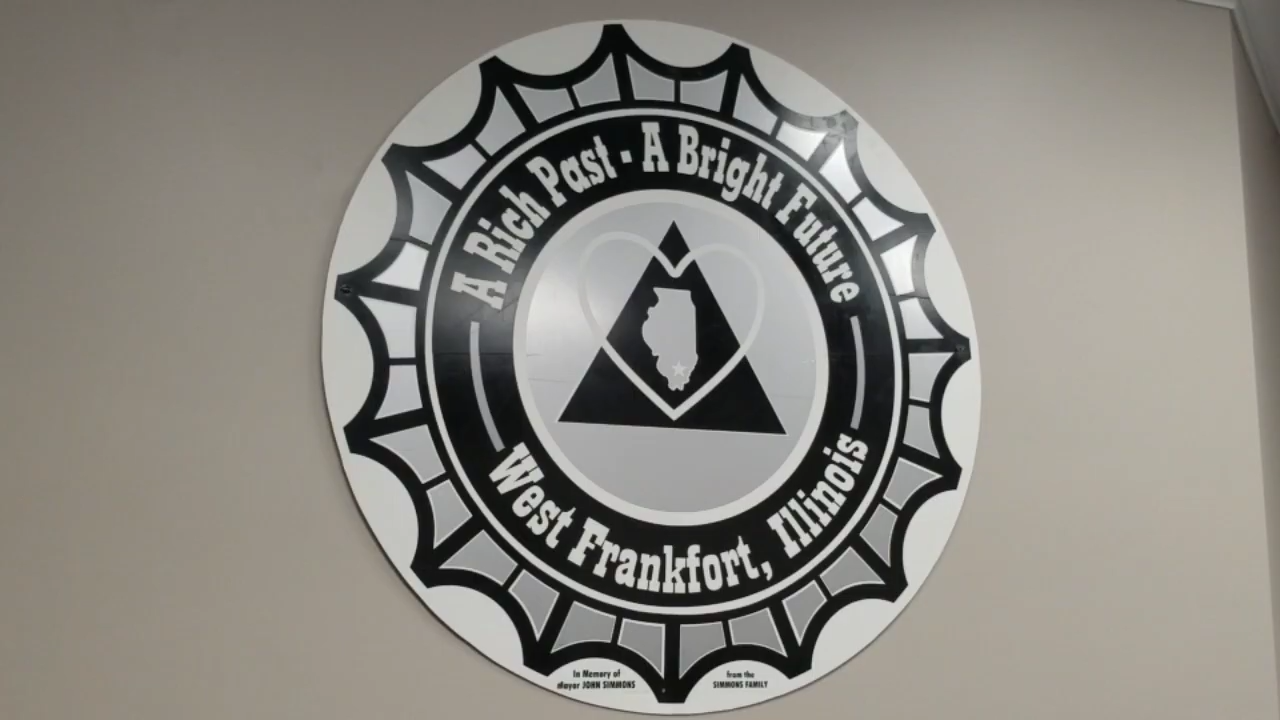 A Rich Past - A Bright Future
West Frankfort, Illinois
In Memory of
Mayor JOHN SIMMONS
from the
SIMMONS FAMILY